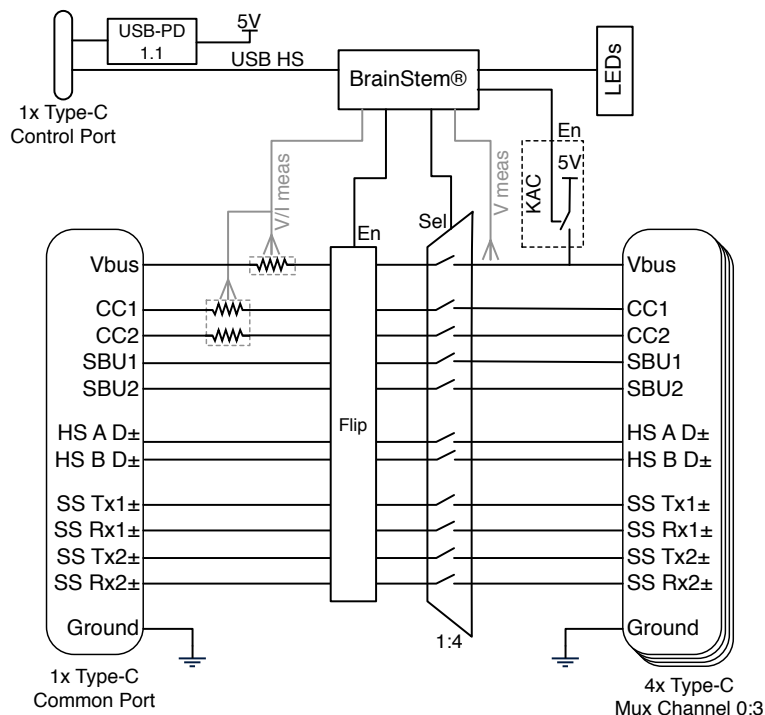 USB-PD
1.1
5V
USB HS
BrainStem®
LEDs
1x Type-C
Control Port
En
5V
KAC
V/I meas
V meas
En
Sel
Vbus
CC1
CC2
SBU1
SBU2
HS A D±
HS B D±
SS Tx1±
SS Rx1±
SS Tx2±
SS Rx2±
Ground
Flip
1:4
Vbus
CC1
CC2
SBU1
SBU2
HS A D±
HS B D±
SS Tx1±
SS Rx1±
SS Tx2±
SS Rx2±
Ground
1x Type-C
Common Port
4x Type-C
Mux Channel 0:3